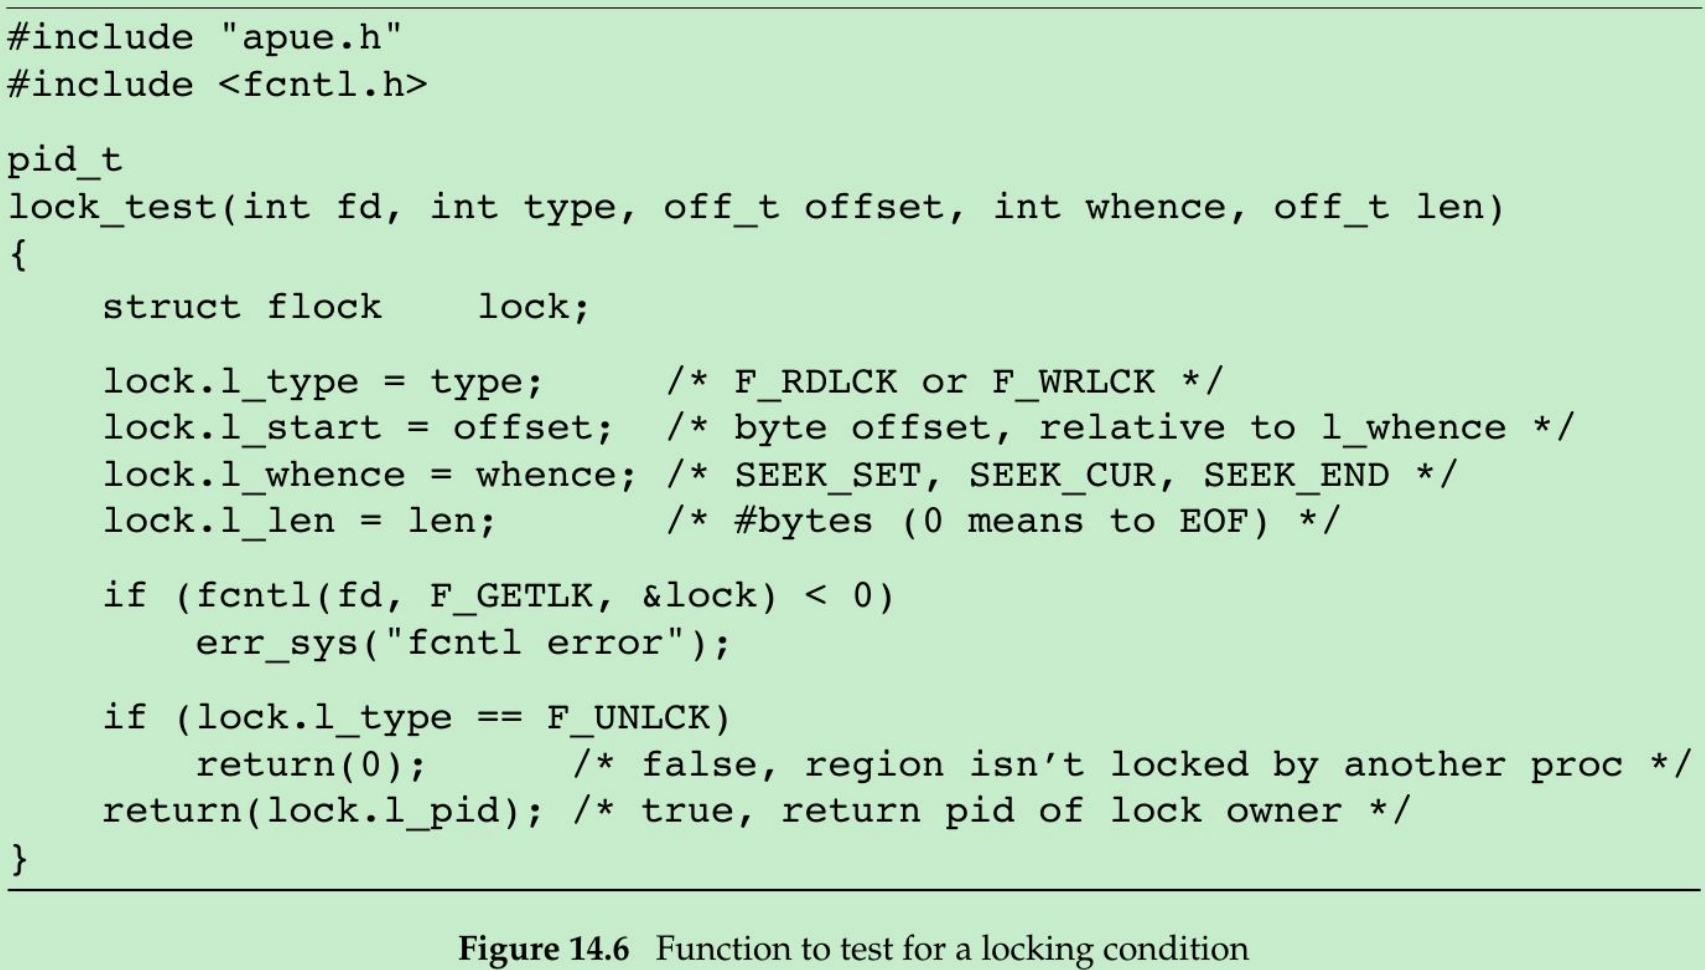 #include "apue.h"
#include <fcntl.h>
pid_t
lock_test(int fd, int type, off_t offset, int whence, off_t len)
{
    struct flock    lock;
    lock.l_type = type;     /* F_RDLCK or F_WRLCK */
    lock.l_start = offset;  /* byte offset, relative to l_whence */
    lock.l_whence = whence; /* SEEK_SET, SEEK_CUR, SEEK_END */
    lock.l_len = len;       /* #bytes (0 means to EOF) */
    if (fcntl(fd, F_GETLK, &lock) < 0)
        err_sys("fcntl error");
    if (lock.l_type == F_UNLCK)
        return(0);      /* false, region isn't locked by another proc */
    return(lock.l_pid); /* true, return pid of lock owner */
}
Figure 14.6 Function to test for a locking condition